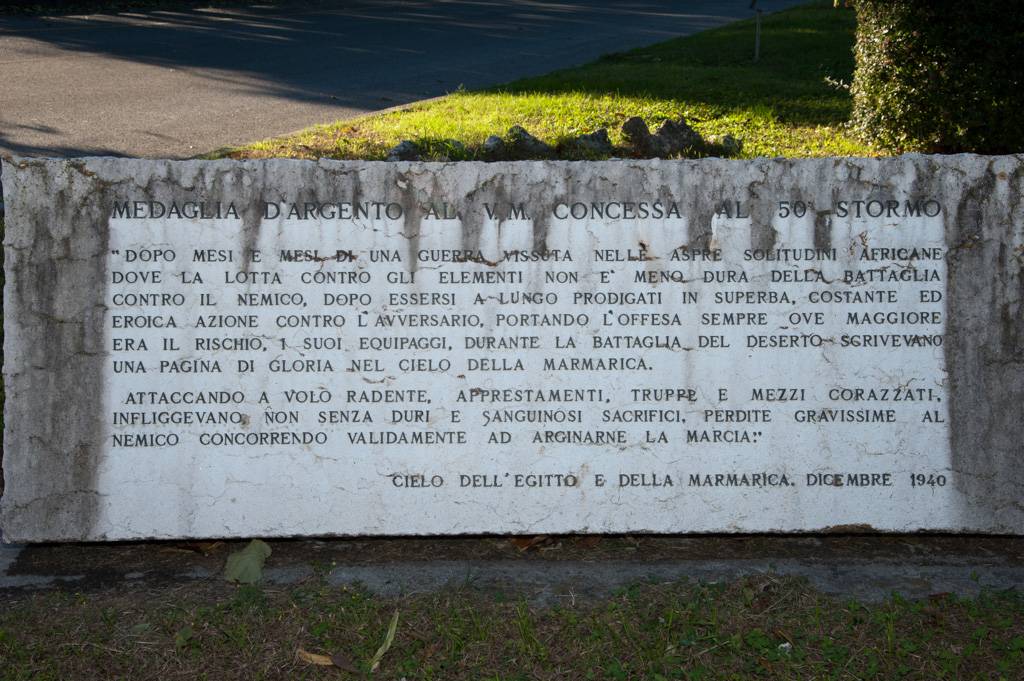 MEDAGLIA D'ARGENTO AL V.M. CONCESSA AL 50° STORMO
"DOPO MESI E MESI DI UNA GUERRA VISSUTA NELLE ASPRE SOLITUDINI AFRICANE
DOVE LA LOTTA CONTRO GLI ELEMENTI NON E' MENO DURA DELLA BATTAGLIA
CONTRO IL NEMICO, DOPO ESSERSI A LUNGO PRODIGATI IN SUPERBA, COSTANTE ED
EROICA AZIONE CONTRO L'AVVERSARIO, PORTANDO L'OFFESA SEMPRE OVE MAGGIORE
ERA IL RISCHIO, I SUOI EQUIPAGGI, DURANTE LA BATTAGLIA DEL DESERTO SCRIVEVANO
UNA PAGINA DI GLORIA NEL CIELO DELLA MARMARICA.
ATTACCANDO A VOLO RADENTE, APPRESTAMENTI, TRUPPE E MEZZI CORAZZATI,
INFLIGGEVANO, NON SENZA DURI E SANGUINOSI SACRIFICI, PERDITE GRAVISSIME AL
NEMICO CONCORRENDO VALIDAMENTE AD ARGINARNE LA MARCIA."
CIELO DELL'EGITTO E DELLA MARMARICA. DICEMBRE 1940